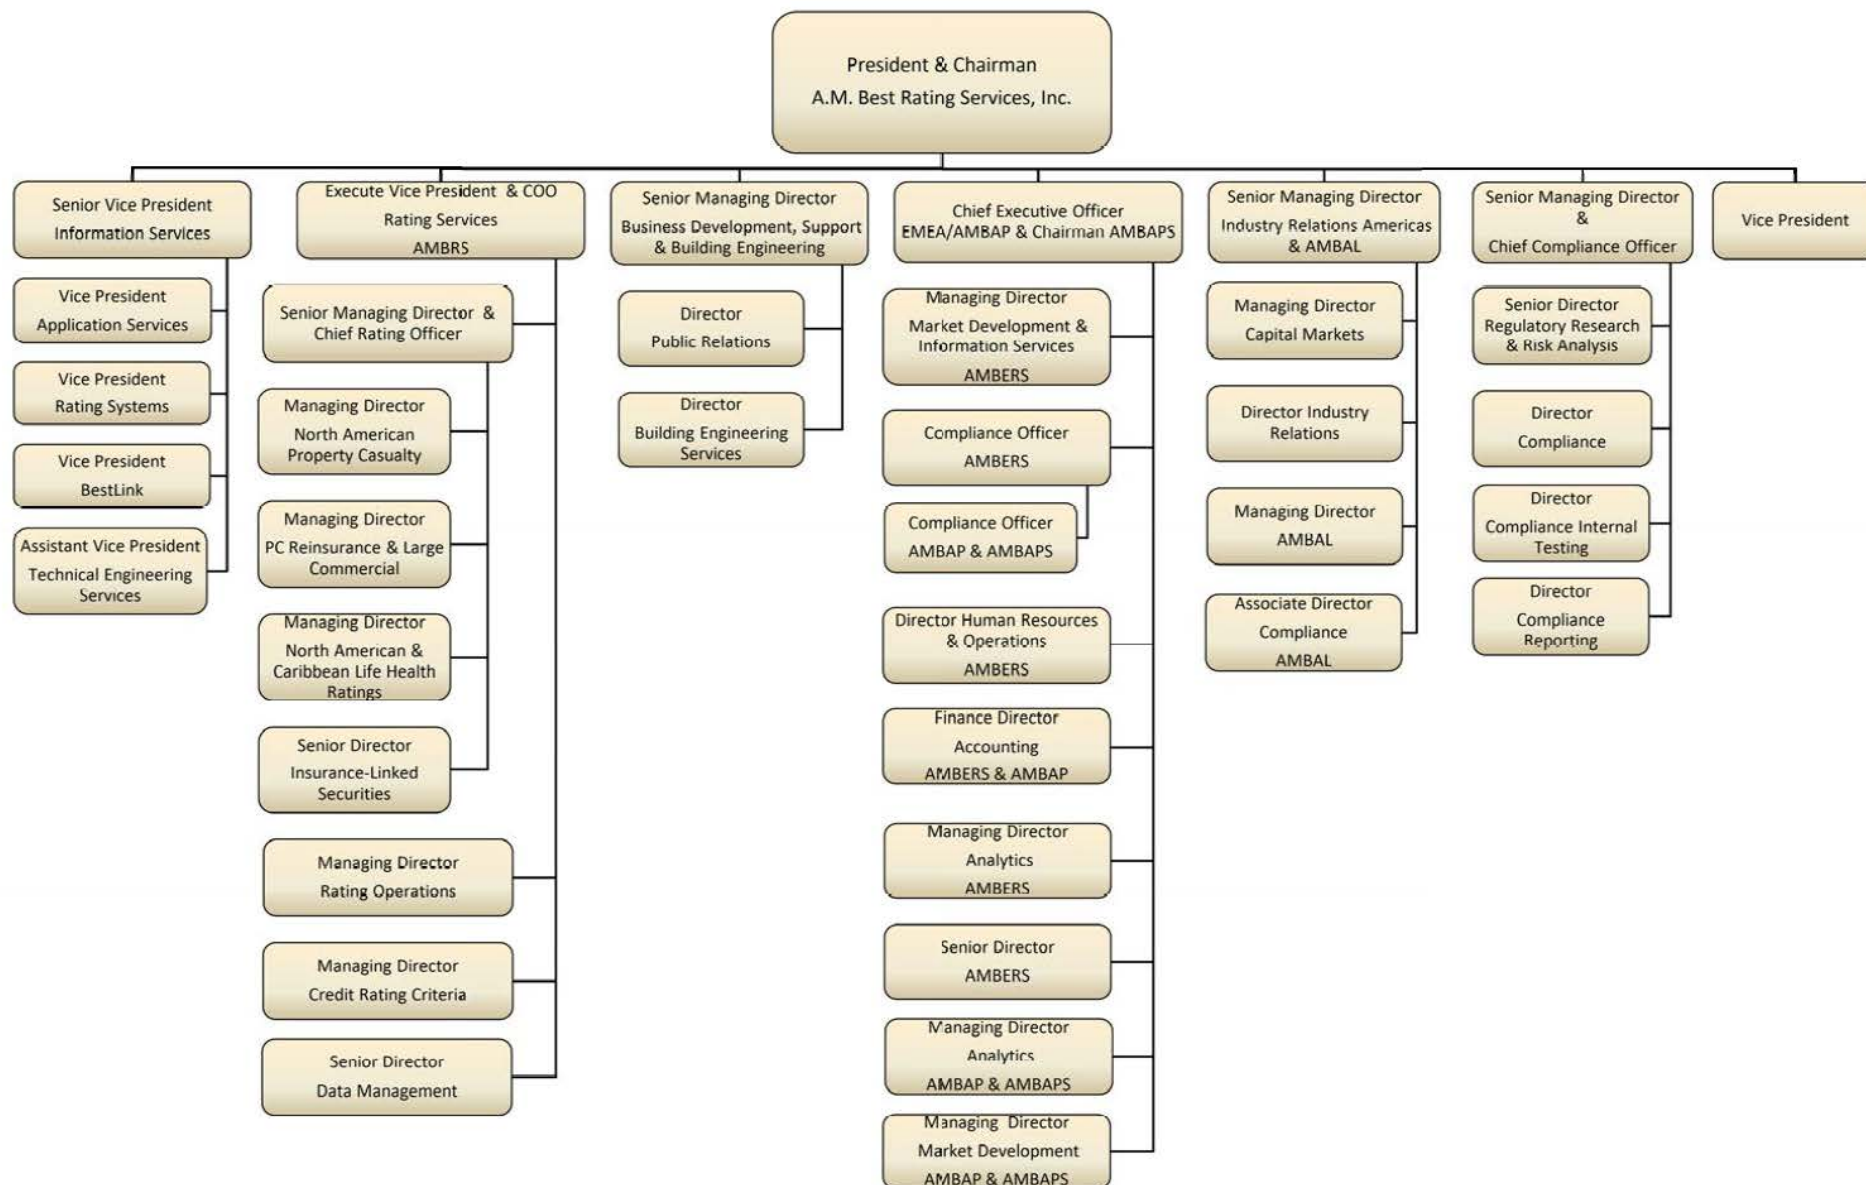 President & Chairman
A.M. Best Rating Services, Inc.
Senior Vice President
Information Services
Vice President
Application Services
Vice President
Rating Systems
Vice President
BestLink
Assistant Vice President
Technical Engineering
Services
Execute Vice President & COO
Rating Services
AMBRS
Senior Managing Director &
Chief Rating Officer
Managing Director
North American
Property Casualty
Managing Director
PC Reinsurance & Large
Commercial
Managing Director
North American &
Caribbean Life Health
Ratings
Senior Director
Insurance-Linked
Securities
Managing Director
Rating Operations
Managing Director
Credit Rating Criteria
Senior Director
Data Management
Senior Managing Director
Business Development, Support
& Building Engineering
Director
Public Relations
Director
Building Engineering
Services
Chief Executive Officer
EMEA/AMBAP & Chairman AMBAPS
Managing Director
Market Development &
Information Services
AMBERS
Compliance Officer
AMBERS
Compliance Officer
AMBAP & AMBAPS
Director Human Resources
& Operations
AMBERS
Finance Director
Accounting
AMBERS & AMBAP
Managing Director
Analytics
AMBERS
Senior Director
AMBERS
Managing Director
Analytics
AMBAP & AMBAPS
Managing Director
Market Development
AMBAP & AMBAPS
Senior Managing Director
Industry Relations Americas
& AMBAL
Managing Director
Capital Markets
Director Industry
Relations
Managing Director
AMBAL
Associate Director
Compliance
AMBAL
Senior Managing Director
&
Chief Compliance Officer
Senior Director
Regulatory Research
& Risk Analysis
Director
Compliance
Director
Compliance Internal
Testing
Director
Compliance
Reporting
Vice President